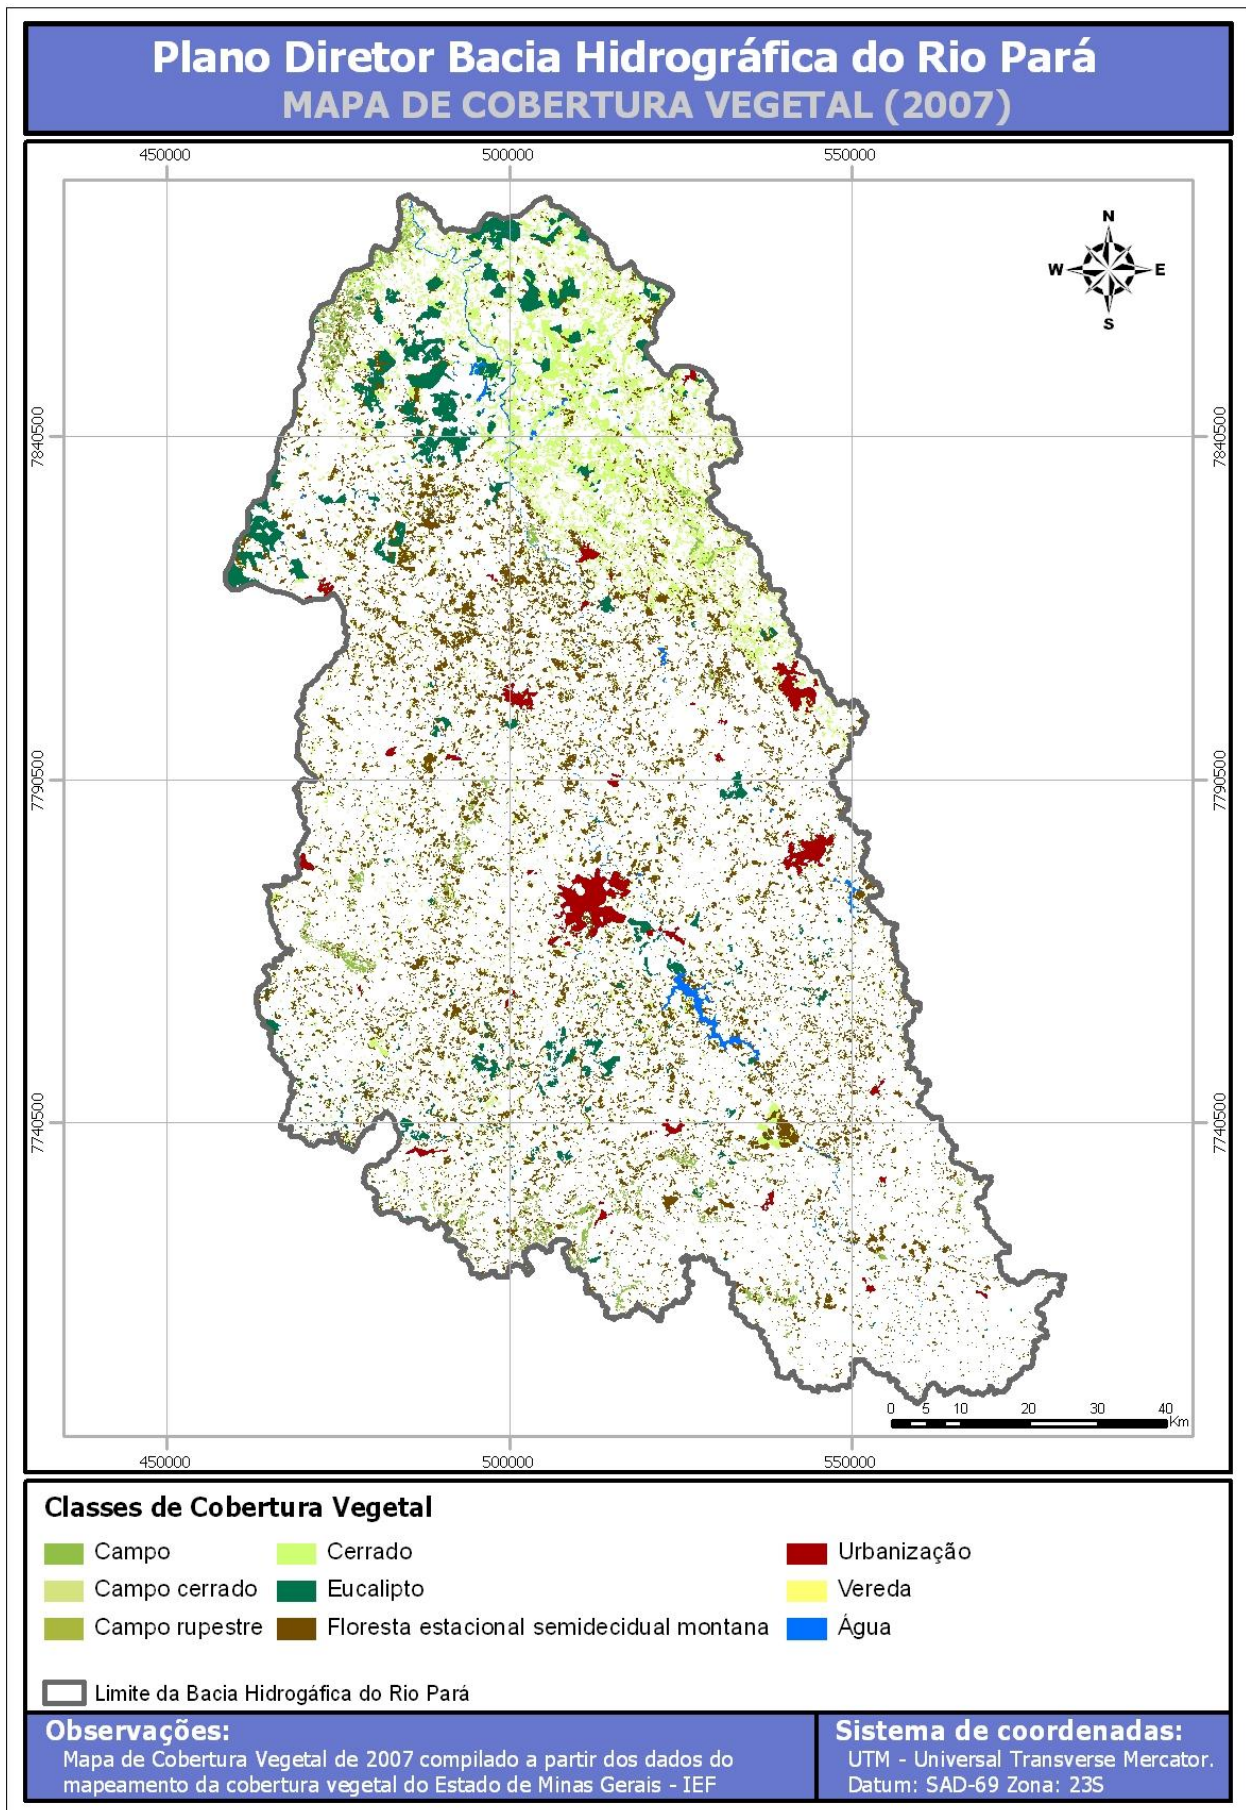 Plano Diretor Bacia Hidrográfica do Rio Pará
MAPA DE COBERTURA VEGETAL (2007)
450000 500000 550000
N
W E
S
7840500 7840500
7790500 7790500
7740500 7740500
0 5 10 20 30 40
Km
450000 500000 550000
Classes de Cobertura Vegetal
Campo Cerrado Urbanização
Campo cerrado Eucalipto Vereda
Campo rupestre Floresta estacional semidecidual montana Água
Limite da Bacia Hidrogáfica do Rio Pará
Observações:
Mapa de Cobertura Vegetal de 2007 compilado a partir dos dados do
mapeamento da cobertura vegetal do Estado de Minas Gerais - IEF
Sistema de coordenadas:
UTM - Universal Transverse Mercator.
Datum: SAD-69 Zona: 23S